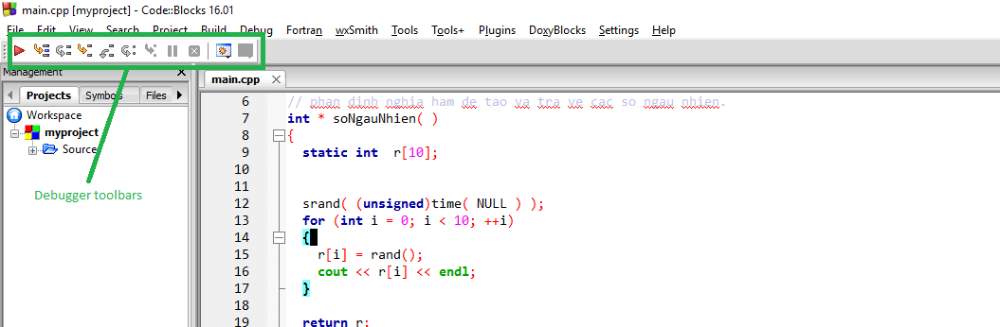 main.cpp [myproject] - Code::Blocks 16.01
File Edit View Search Project Build Debug Fortran wxSmith Tools Tools+ Plugins DoxyBlocks Settings Help
Management
main.cpp
Projects Symbols Files
Workspace
myproject
Source
Debugger toolbars
6 // phan dinh nghia ham de tao va tra ve cac so ngau nhien.
7 int * soNgauNhien( )
8 {
9 static int r[10];
10
11
12 srand( (unsigned)time( NULL ) );
13 for (int i = 0; i < 10; ++i)
14 {
15 r[i] = rand();
16 cout << r[i] << endl;
17 }
18
19 return r;